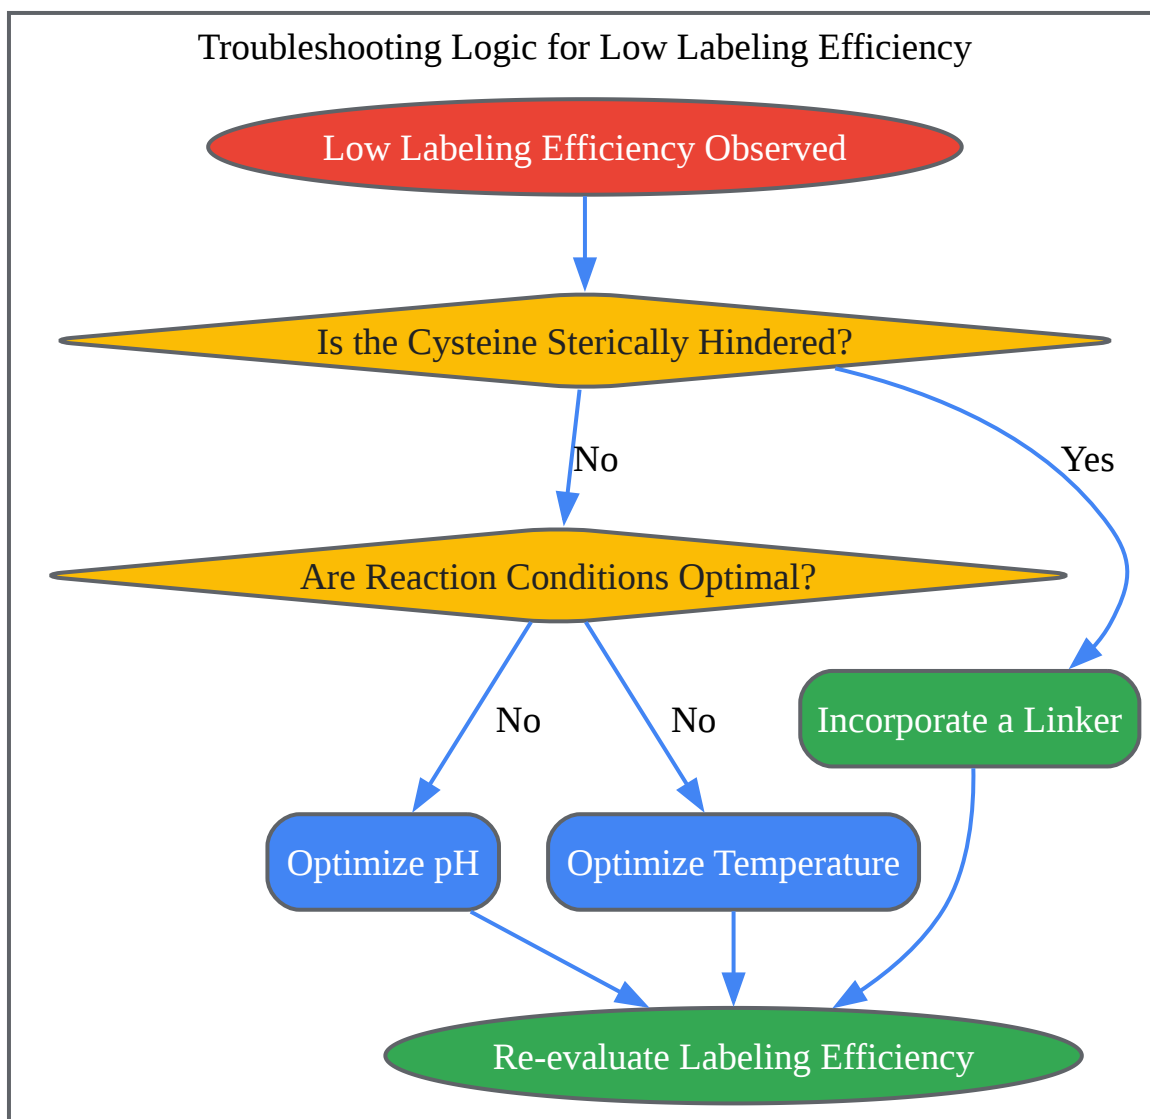 Troubleshooting Logic for Low Labeling Efficiency
Low Labeling Efficiency Observed
Is the Cysteine Sterically Hindered?
No
Yes
Are Reaction Conditions Optimal?
No
No
Incorporate a Linker
Optimize pH
Optimize Temperature
Re-evaluate Labeling Efficiency